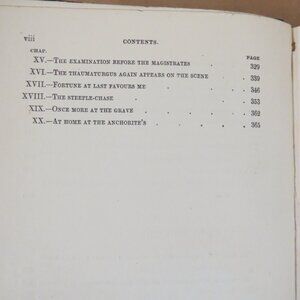 viii CONTENTS.
CHAP. PAGE
XV.—The examination before the magistrates . 329
XVI.—The thaumaturgus again appears on the scene . 339
XVII.—Fortune at last favours me . . . 346
XVIII.—The steeple-chase . . . . 353
XIX.—Once more at the grave . . . . 362
XX.—At home at the anchorite's . . . 365